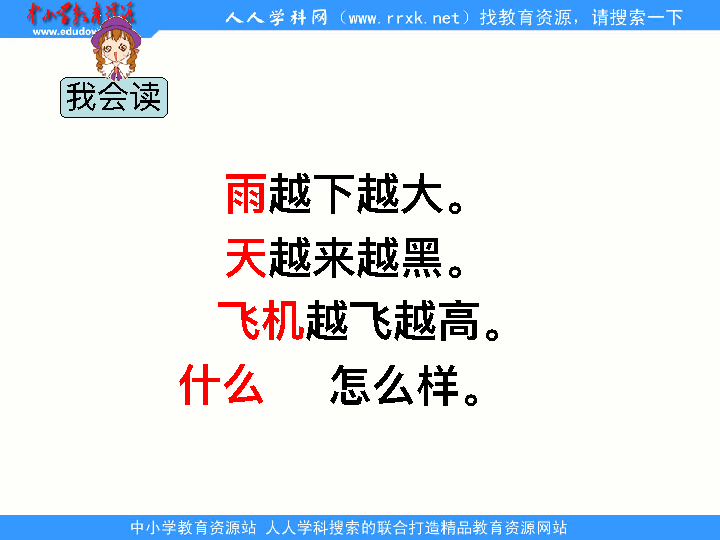 中小学教育资源
www.edudo
人人学科网（www.rrxk.net）找教育资源，请搜索一下
我会读
雨越下越大。
天越来越黑。
飞机越飞越高。
什么 怎么样。
中小学教育资源站 人人学科搜索的联合打造精品教育资源网站